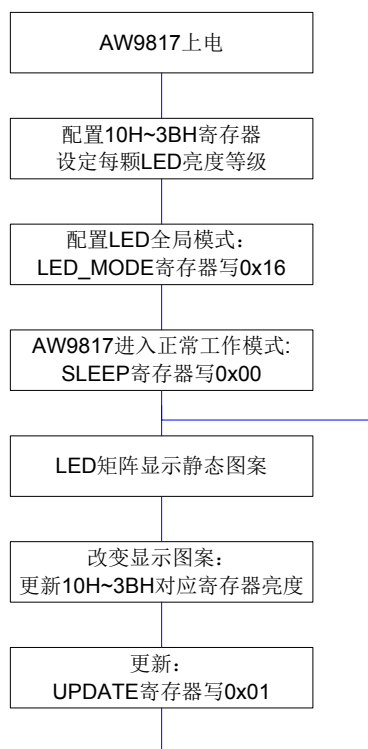 AW9817上电
配置10H~3BH寄存器
设定每颗LED亮度等级
配置LED全局模式：
LED_MODE寄存器写0x16
AW9817进入正常工作模式:
SLEEP寄存器写0x00
LED矩阵显示静态图案
改变显示图案：
更新10H~3BH对应寄存器亮度
更新：
UPDATE寄存器写0x01